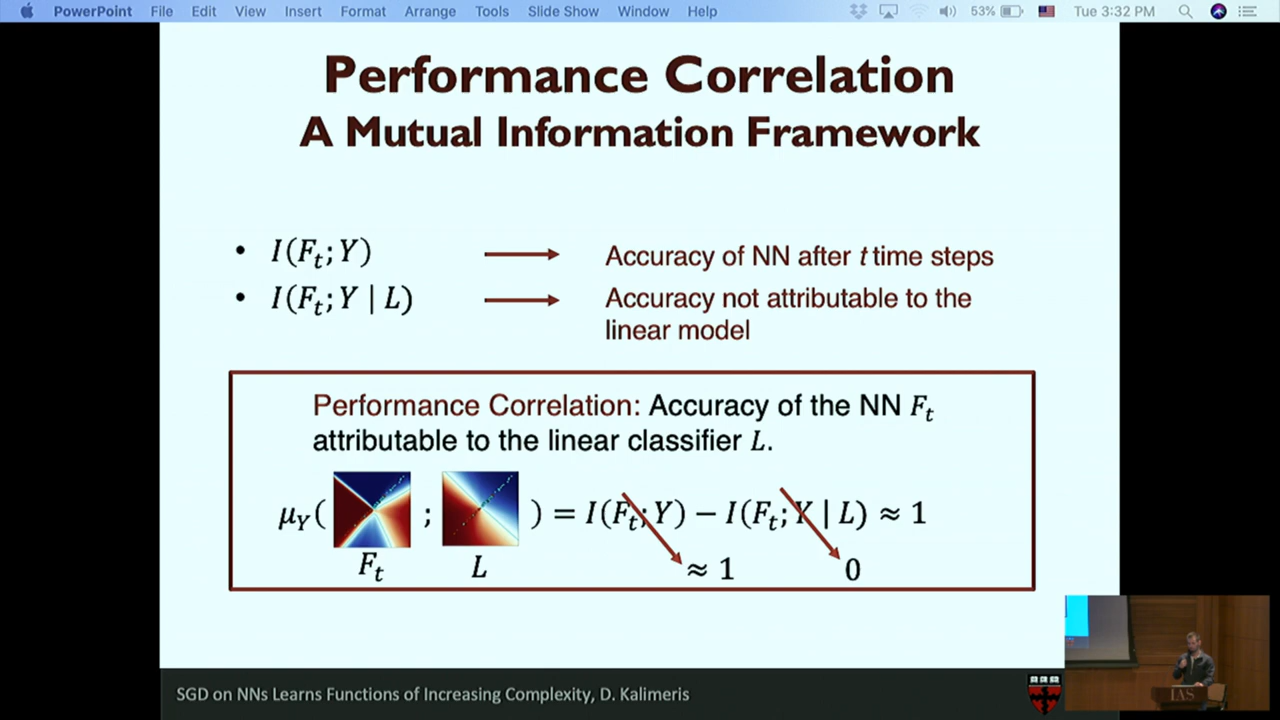 PowerPoint File Edit View Insert Format Arrange Tools Slide Show Window Help 53% Tue 3:32 PM
Performance Correlation
A Mutual Information Framework
• I(Fₜ; Y) Accuracy of NN after t time steps
• I(Fₜ; Y | L) Accuracy not attributable to the
linear model
Performance Correlation: Accuracy of the NN Fₜ
attributable to the linear classifier L.
μ_Y( ; ) = I(Fₜ; Y) − I(Fₜ; Y | L) ≈ 1
Fₜ L ≈ 1 0
SGD on NNs Learns Functions of Increasing Complexity, D. Kalimeris
IAS